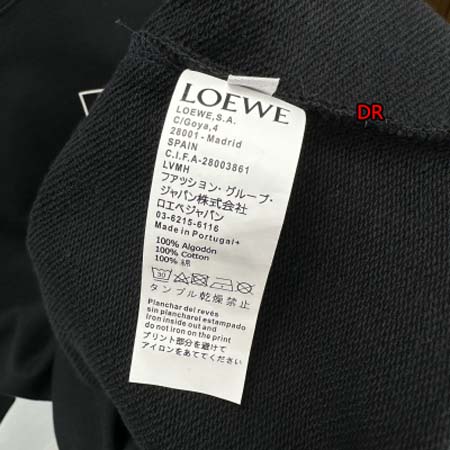 LOEWE
LOEWE,S.A.
C/Goya,4
28001 - Madrid
SPAIN
C.I.F.A-28003861
LVMH
ファッション・グループ・
ジャパン株式会社
ロエベジャパン
03-6215-6116
Made in Portugal+
100% Algodón
100% Cotton
100% 綿
30
タンブル乾燥禁止
Planchar del revés
sin plancharel estampado
Iron inside out and
do not iron on the print
プリント部分を避けて
アイロンをあててください
DR